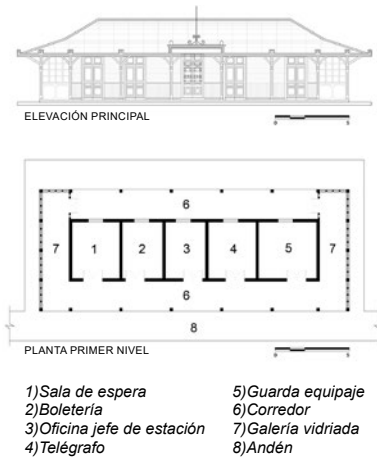 ELEVACIÓN PRINCIPAL
6
7 1 2 3 4 5 7
6
8
PLANTA PRIMER NIVEL
1)Sala de espera
2)Boletería
3)Oficina jefe de estación
4)Telégrafo
5)Guarda equipaje
6)Corredor
7)Galería vidriada
8)Andén